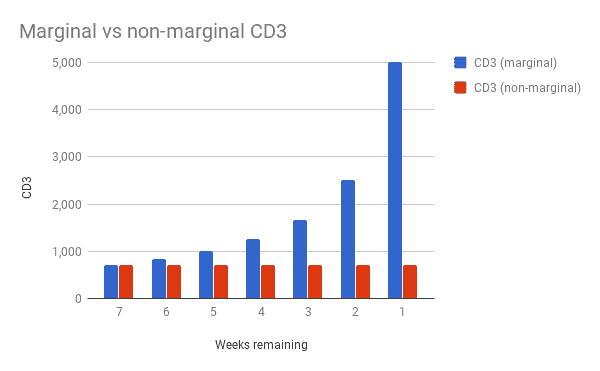 Marginal vs non-marginal CD3
CD3 (marginal)
CD3 (non-marginal)
5,000
4,000
3,000
2,000
1,000
0
CD3
7 6 5 4 3 2 1
Weeks remaining